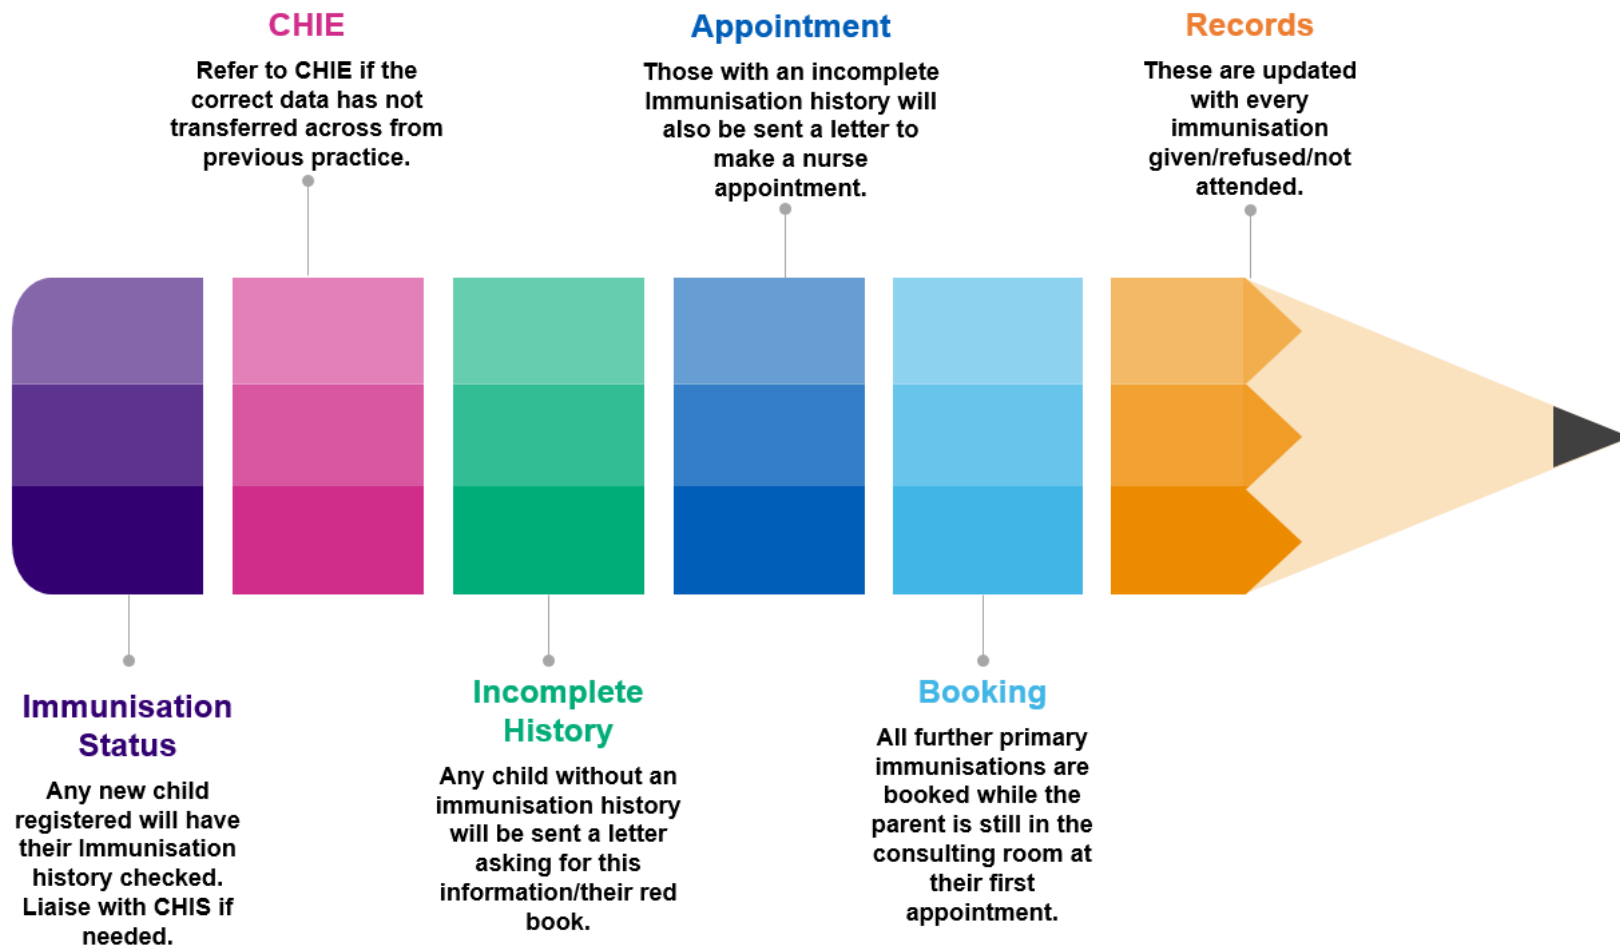 CHIE
Refer to CHIE if the
correct data has not
transferred across from
previous practice.
Appointment
Those with an incomplete
Immunisation history will
also be sent a letter to
make a nurse
appointment.
Records
These are updated
with every
immunisation
given/refused/not
attended.
Immunisation
Status
Any new child
registered will have
their Immunisation
history checked.
Liaise with CHIS if
needed.
Incomplete
History
Any child without an
immunisation history
will be sent a letter
asking for this
information/their red
book.
Booking
All further primary
immunisations are
booked while the
parent is still in the
consulting room at
their first
appointment.